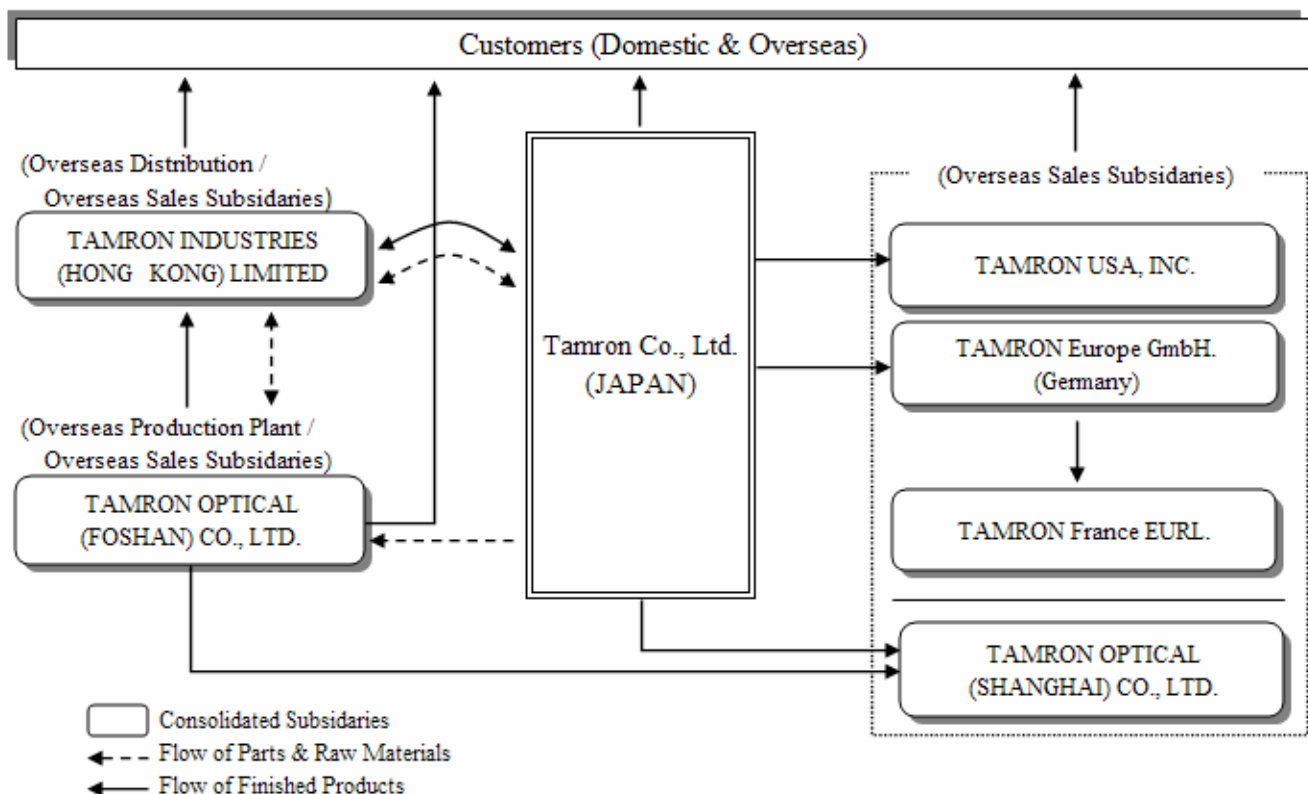 Customers (Domestic & Overseas)
(Overseas Distribution /
Overseas Sales Subsidaries)
TAMRON INDUSTRIES
(HONG KONG) LIMITED
(Overseas Production Plant /
Overseas Sales Subsidaries)
TAMRON OPTICAL
(FOSHAN) CO., LTD.
Tamron Co., Ltd.
(JAPAN)
(Overseas Sales Subsidaries)
TAMRON USA, INC.
TAMRON Europe GmbH.
(Germany)
TAMRON France EURL.
TAMRON OPTICAL
(SHANGHAI) CO., LTD.
Consolidated Subsidaries
Flow of Parts & Raw Materials
Flow of Finished Products